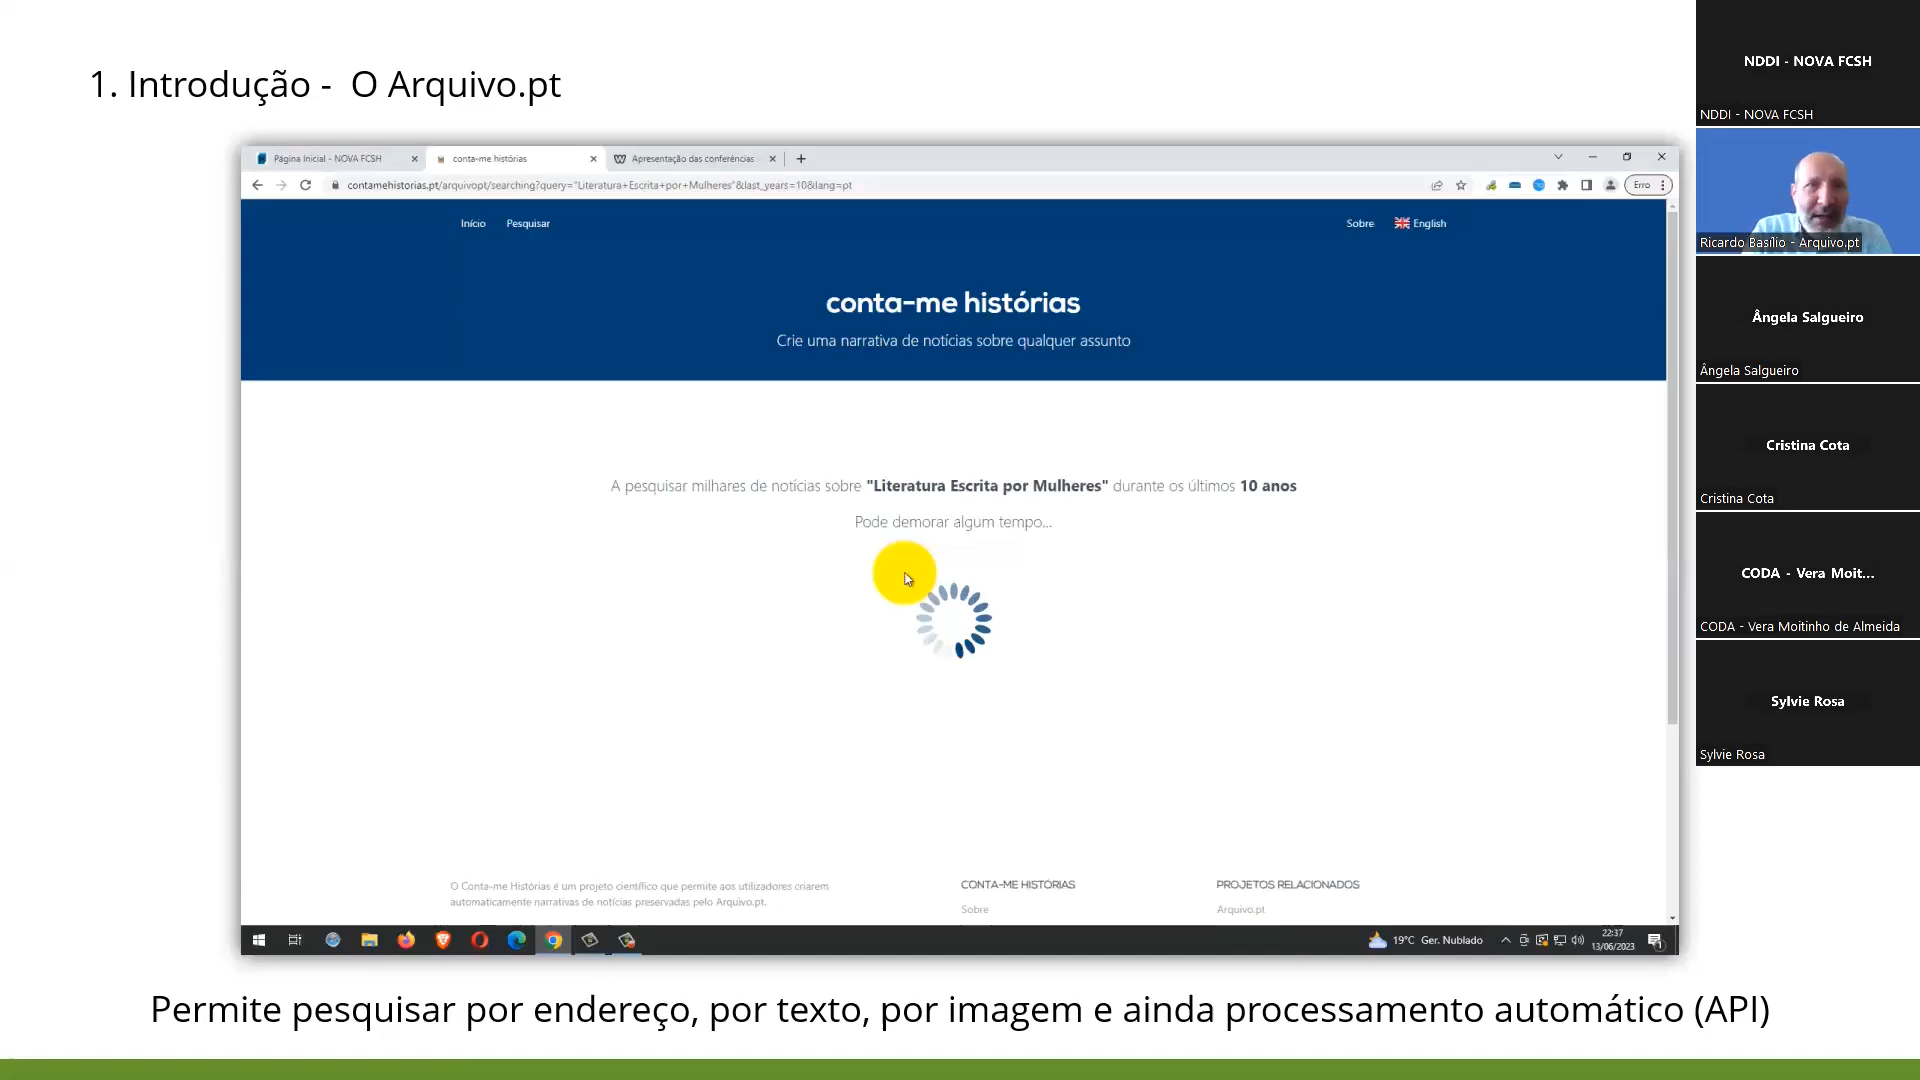 1. Introdução - O Arquivo.pt
Página Inicial - NOVA FCSH
conta-me histórias
Apresentação das conferências
contamehistorias.pt/arquivopt/searching?query="Literatura+Escrita+por+Mulheres"&last_years=10&lang=pt
Erro
Início
Pesquisar
Sobre
English
conta-me histórias
Crie uma narrativa de notícias sobre qualquer assunto
A pesquisar milhares de notícias sobre "Literatura Escrita por Mulheres" durante os últimos 10 anos
Pode demorar algum tempo...
O Conta-me Histórias é um projeto científico que permite aos utilizadores criarem
automaticamente narrativas de notícias preservadas pelo Arquivo.pt.
CONTA-ME HISTÓRIAS
Sobre
PROJETOS RELACIONADOS
Arquivo.pt
19°C Ger. Nublado
22:37
13/06/2023
1
Permite pesquisar por endereço, por texto, por imagem e ainda processamento automático (API)
NDDI - NOVA FCSH
NDDI - NOVA FCSH
Ricardo Basílio - Arquivo.pt
Ângela Salgueiro
Ângela Salgueiro
Cristina Cota
Cristina Cota
CODA - Vera Moit...
CODA - Vera Moitinho de Almeida
Sylvie Rosa
Sylvie Rosa